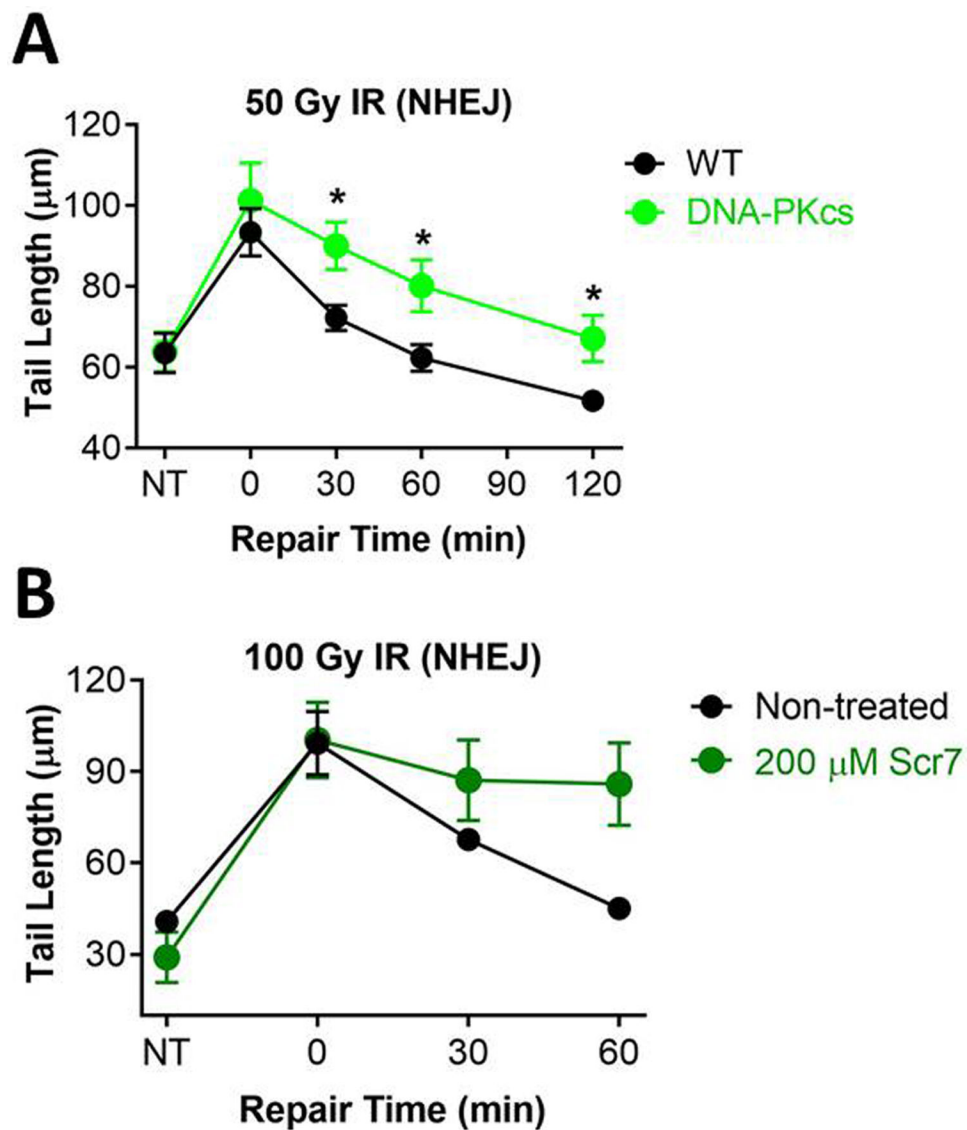 A
50 Gy IR (NHEJ)
120
100
80
60
40
Tail Length (μm)
* * *
NT 0 30 60 90 120
Repair Time (min)
WT
DNA-PKcs
B
100 Gy IR (NHEJ)
120
90
60
30
Tail Length (μm)
NT 0 30 60
Repair Time (min)
Non-treated
200 μM Scr7